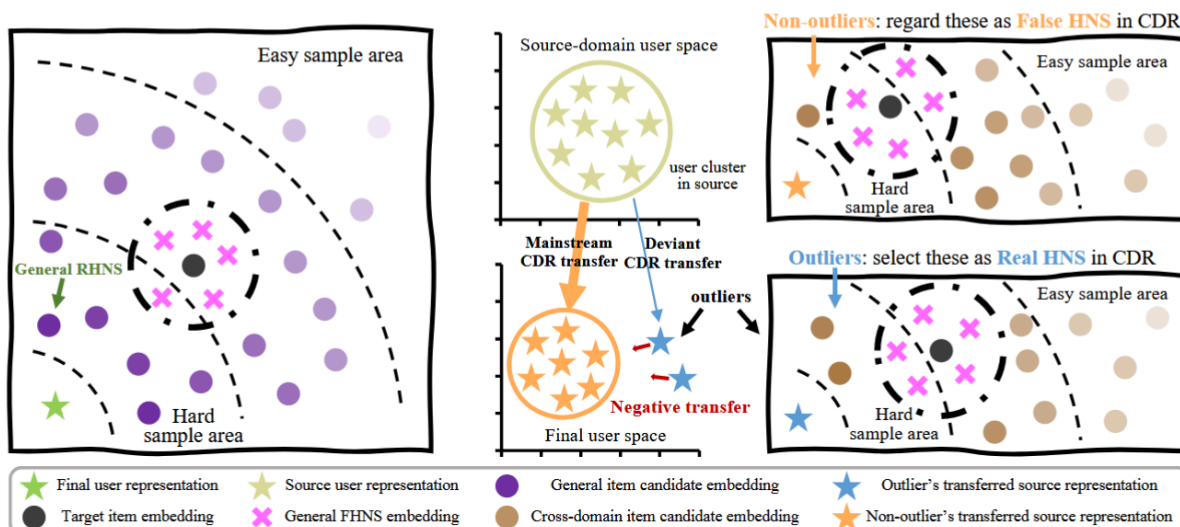 Easy sample area
General RHNS
Hard
sample area
Source-domain user space
user cluster
in source
Mainstream
CDR transfer
Deviant
CDR transfer
outliers
Negative transfer
Final user space
Non-outliers: regard these as False HNS in CDR
Easy sample area
Hard
sample area
Outliers: select these as Real HNS in CDR
Easy sample area
Hard
sample area
Final user representation
Source user representation
General item candidate embedding
Outlier's transferred source representation
Target item embedding
General FHNS embedding
Cross-domain item candidate embedding
Non-outlier's transferred source representation